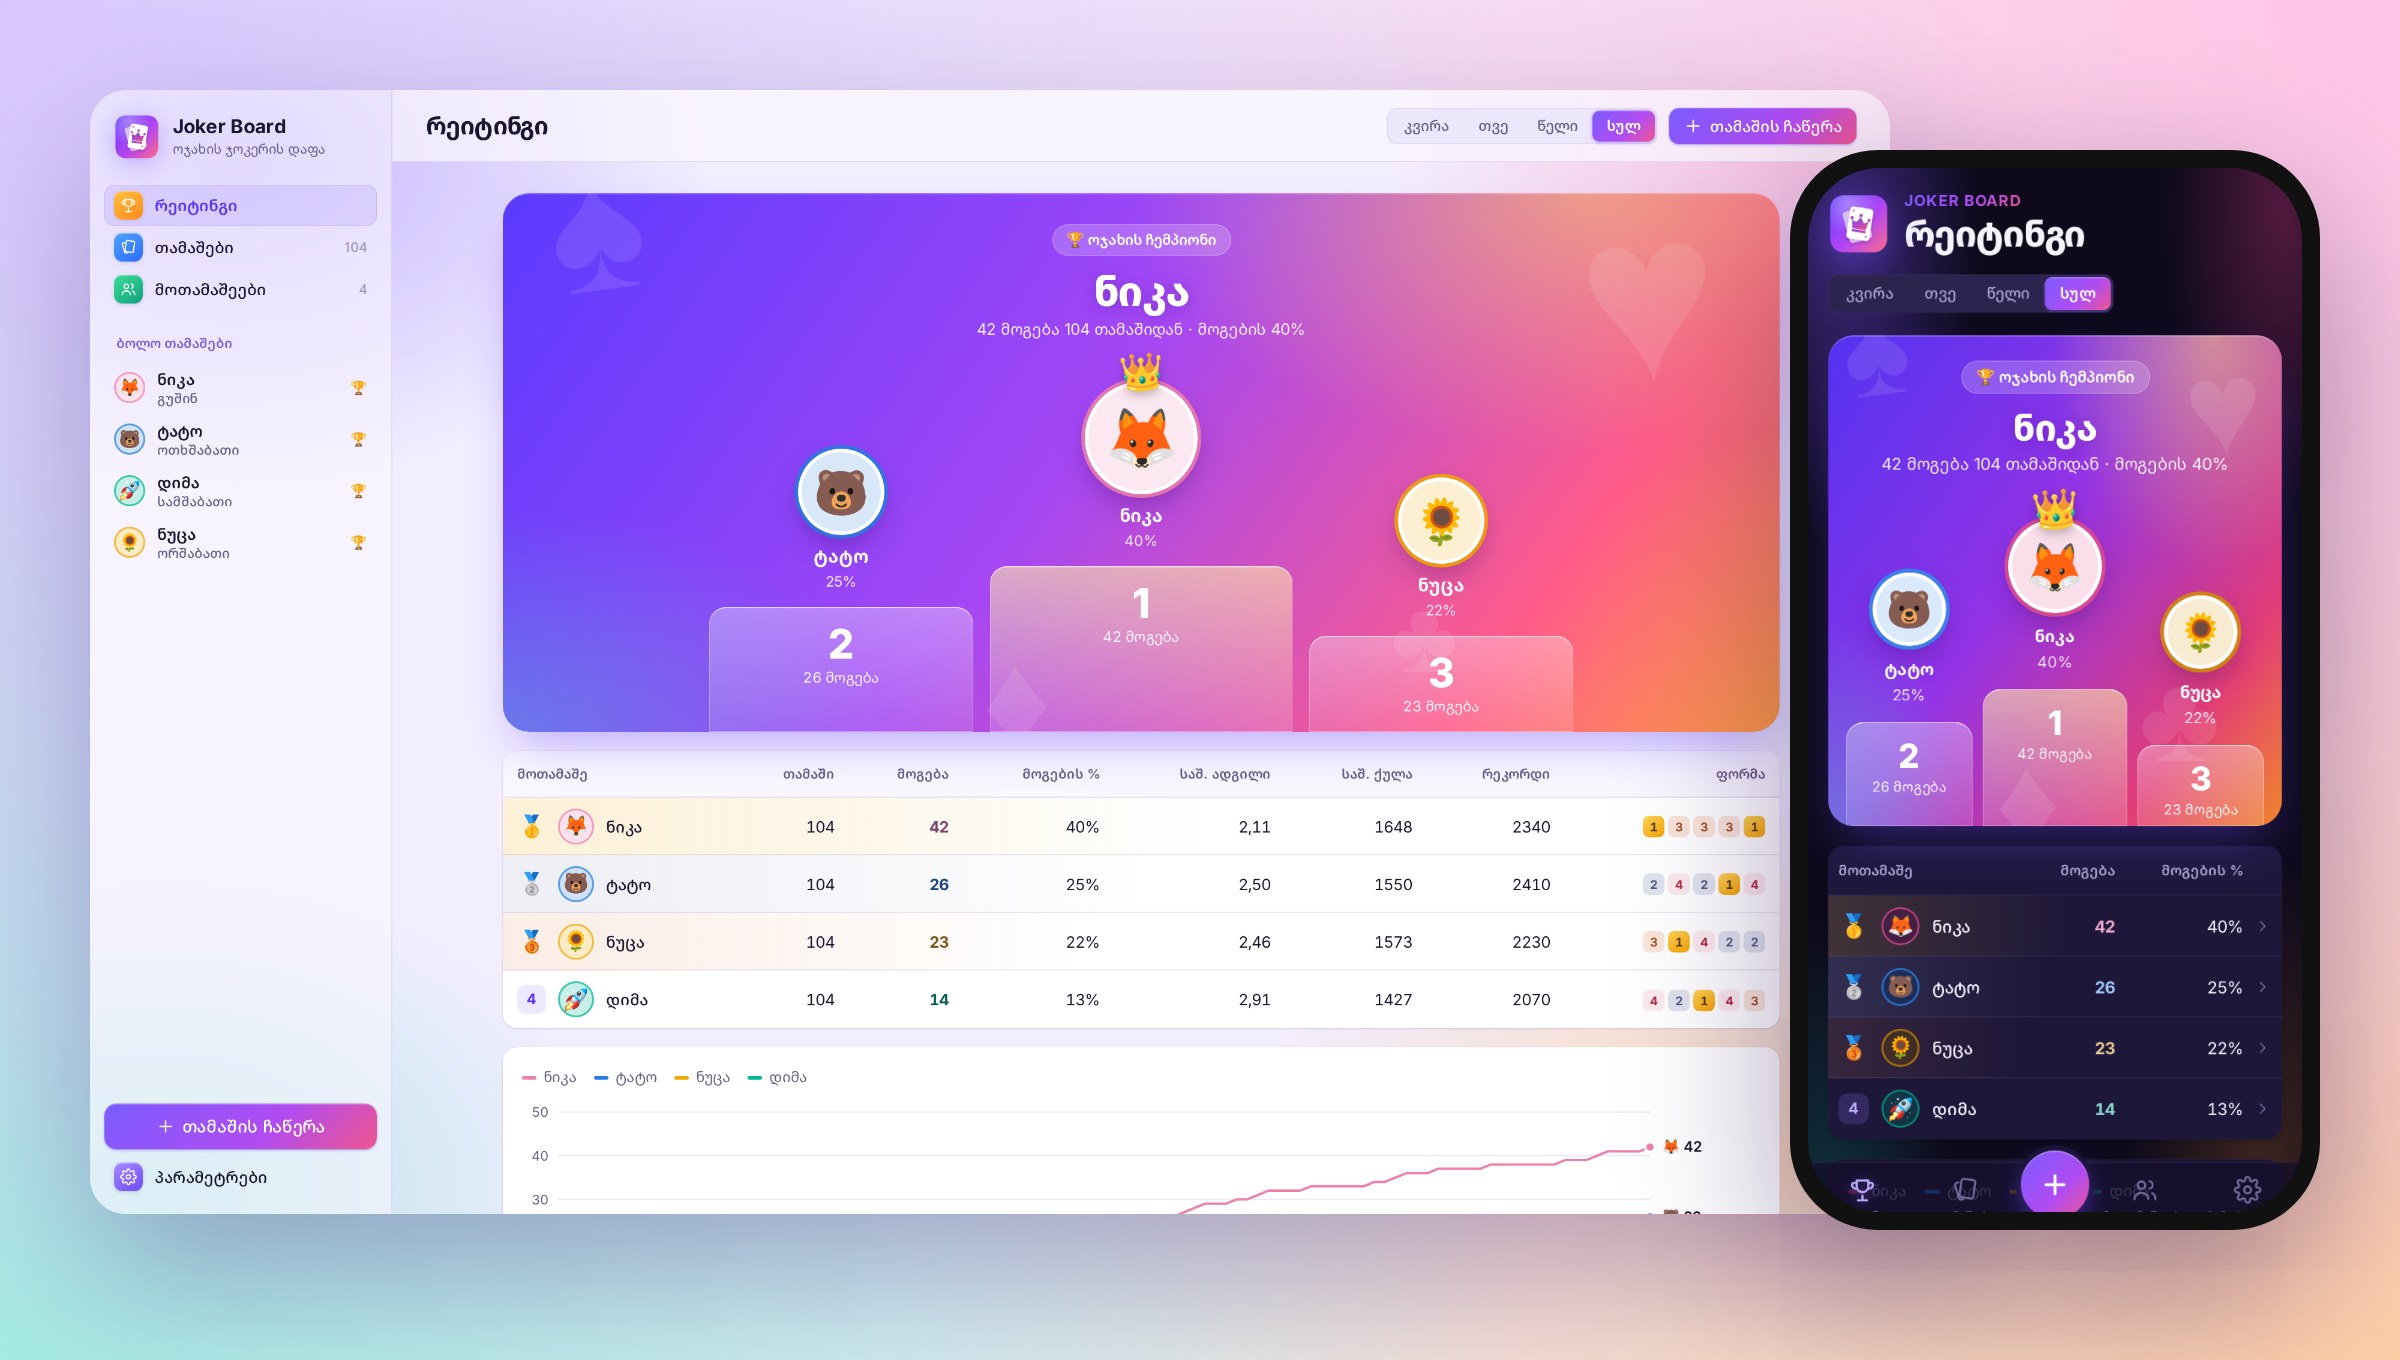 Joker Board
ოჯახის ჯოკერის დაფა
რეიტინგი
თამაშები 104
მოთამაშეები 4
ბოლო თამაშები
ნიკა
გუშინ
ტატო
ოთხშაბათი
დიმა
სამშაბათი
ნუცა
ორშაბათი
+ თამაშის ჩაწერა
პარამეტრები
რეიტინგი
კვირა თვე წელი სულ
+ თამაშის ჩაწერა
🏆 ოჯახის ჩემპიონი
ნიკა
42 მოგება 104 თამაშიდან · მოგების 40%
ტატო
25%
2
26 მოგება
ნიკა
40%
1
42 მოგება
ნუცა
22%
3
23 მოგება
მოთამაშე თამაში მოგება მოგების % საშ. ადგილი საშ. ქულა რეკორდი ფორმა
ნიკა 104 42 40% 2,11 1648 2340 1 3 3 3 1
ტატო 104 26 25% 2,50 1550 2410 2 4 2 1 4
ნუცა 104 23 22% 2,46 1573 2230 3 1 4 2 2
4 დიმა 104 14 13% 2,91 1427 2070 4 2 1 4 3
ნიკა ტატო ნუცა დიმა
50
40
30
42
JOKER BOARD
რეიტინგი
კვირა თვე წელი სულ
🏆 ოჯახის ჩემპიონი
ნიკა
42 მოგება 104 თამაშიდან · მოგების 40%
ტატო
25%
2
26 მოგება
ნიკა
40%
1
42 მოგება
ნუცა
22%
3
23 მოგება
მოთამაშე მოგება მოგების %
ნიკა 42 40%
ტატო 26 25%
ნუცა 23 22%
4 დიმა 14 13%